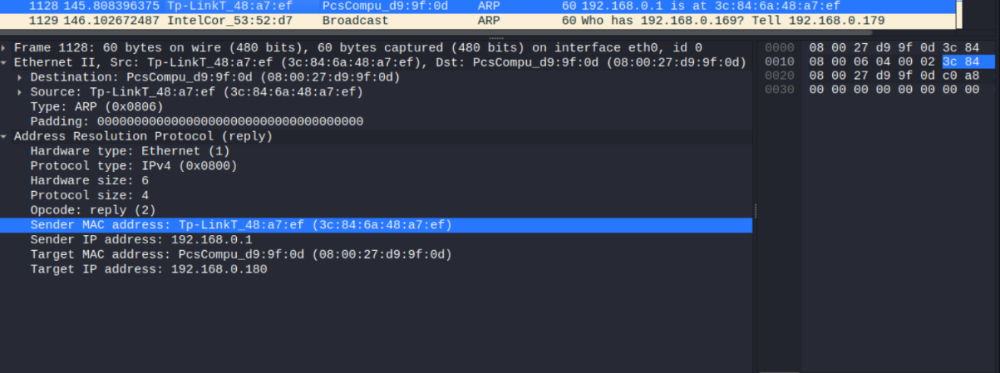 1128 145.808396375 Tp-LinkT_48:a7:ef PcsCompu_d9:9f:0d ARP 60 192.168.0.1 is at 3c:84:6a:48:a7:ef
1129 146.102672487 IntelCor_53:52:d7 Broadcast ARP 60 Who has 192.168.0.169? Tell 192.168.0.179
Frame 1128: 60 bytes on wire (480 bits), 60 bytes captured (480 bits) on interface eth0, id 0
Ethernet II, Src: Tp-LinkT_48:a7:ef (3c:84:6a:48:a7:ef), Dst: PcsCompu_d9:9f:0d (08:00:27:d9:9f:0d)
Destination: PcsCompu_d9:9f:0d (08:00:27:d9:9f:0d)
Source: Tp-LinkT_48:a7:ef (3c:84:6a:48:a7:ef)
Type: ARP (0x0806)
Padding: 000000000000000000000000000000000000
Address Resolution Protocol (reply)
Hardware type: Ethernet (1)
Protocol type: IPv4 (0x0800)
Hardware size: 6
Protocol size: 4
Opcode: reply (2)
Sender MAC address: Tp-LinkT_48:a7:ef (3c:84:6a:48:a7:ef)
Sender IP address: 192.168.0.1
Target MAC address: PcsCompu_d9:9f:0d (08:00:27:d9:9f:0d)
Target IP address: 192.168.0.180
0000 08 00 27 d9 9f 0d 3c 84
0010 08 00 06 04 00 02 3c 84
0020 08 00 27 d9 9f 0d c0 a8
0030 00 00 00 00 00 00 00 00